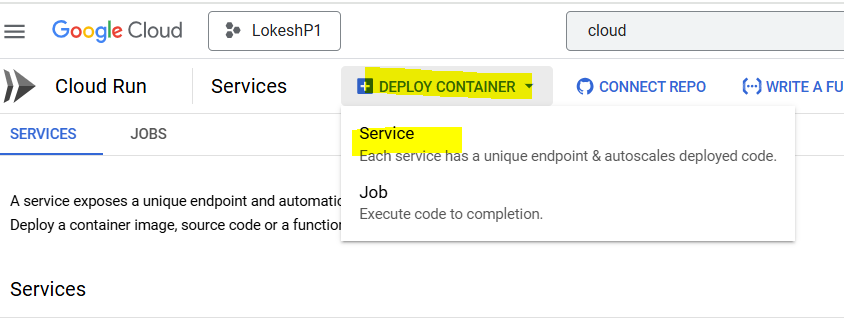 Google Cloud
LokeshP1
cloud
Cloud Run
Services
DEPLOY CONTAINER
CONNECT REPO
WRITE A FU
SERVICES
JOBS
Service
Each service has a unique endpoint & autoscales deployed code.
Job
Execute code to completion.
A service exposes a unique endpoint and automatic
Deploy a container image, source code or a function
Services